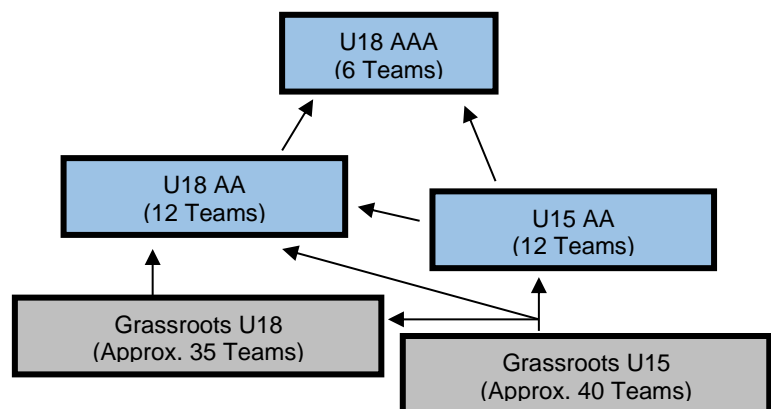 U18 AAA
(6 Teams)
U18 AA
(12 Teams)
U15 AA
(12 Teams)
Grassroots U18
(Approx. 35 Teams)
Grassroots U15
(Approx. 40 Teams)